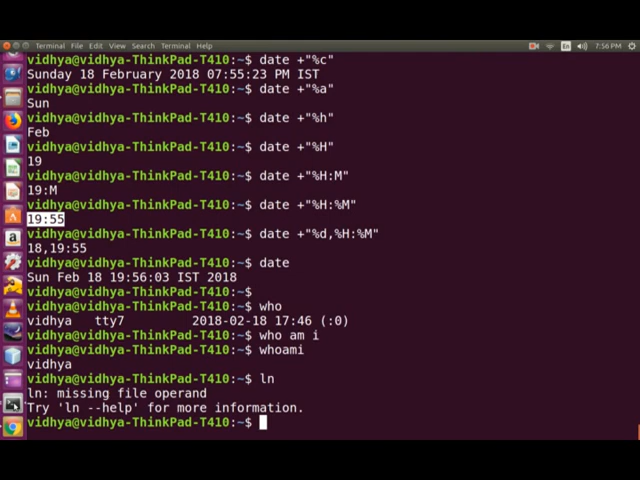 Terminal File Edit View Search Terminal Help En 7:56 PM
vidhya@vidhya-ThinkPad-T410:~$ date +"%c"
Sunday 18 February 2018 07:55:23 PM IST
vidhya@vidhya-ThinkPad-T410:~$ date +"%a"
Sun
vidhya@vidhya-ThinkPad-T410:~$ date +"%h"
Feb
vidhya@vidhya-ThinkPad-T410:~$ date +"%H"
19
vidhya@vidhya-ThinkPad-T410:~$ date +"%H:M"
19:M
vidhya@vidhya-ThinkPad-T410:~$ date +"%H:%M"
19:55
vidhya@vidhya-ThinkPad-T410:~$ date +"%d,%H:%M"
18,19:55
vidhya@vidhya-ThinkPad-T410:~$ date
Sun Feb 18 19:56:03 IST 2018
vidhya@vidhya-ThinkPad-T410:~$
vidhya@vidhya-ThinkPad-T410:~$ who
vidhya   tty7         2018-02-18 17:46 (:0)
vidhya@vidhya-ThinkPad-T410:~$ who am i
vidhya@vidhya-ThinkPad-T410:~$ whoami
vidhya
vidhya@vidhya-ThinkPad-T410:~$ ln
ln: missing file operand
Try 'ln --help' for more information.
vidhya@vidhya-ThinkPad-T410:~$